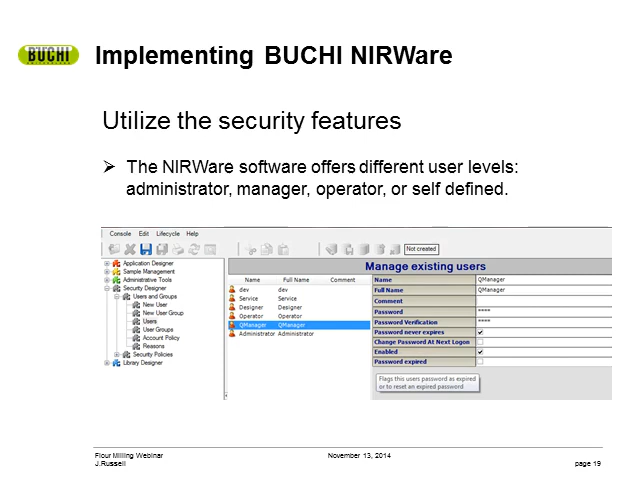 BUCHI
Implementing BUCHI NIRWare
Utilize the security features
The NIRWare software offers different user levels:
administrator, manager, operator, or self defined.
Console Edit Lifecycle Help
Not created
Application Designer
Sample Management
Administrative Tools
Security Designer
Users and Groups
New User
New User Group
Users
User Groups
Account Policy
Reasons
Security Policies
Library Designer
Manage existing users
Name Full Name Comment
dev dev
Service Service
Designer Designer
Operator Operator
QManager QManager
Administrator Administrator
Name QManager
Full Name QManager
Comment
Password ****
Password Verification ****
Password never expires
Change Password At Next Logon
Enabled
Password expired
Flags this users password as expired
or to reset an expired password
Flour Milling Webinar November 13, 2014
J.Russell page 19